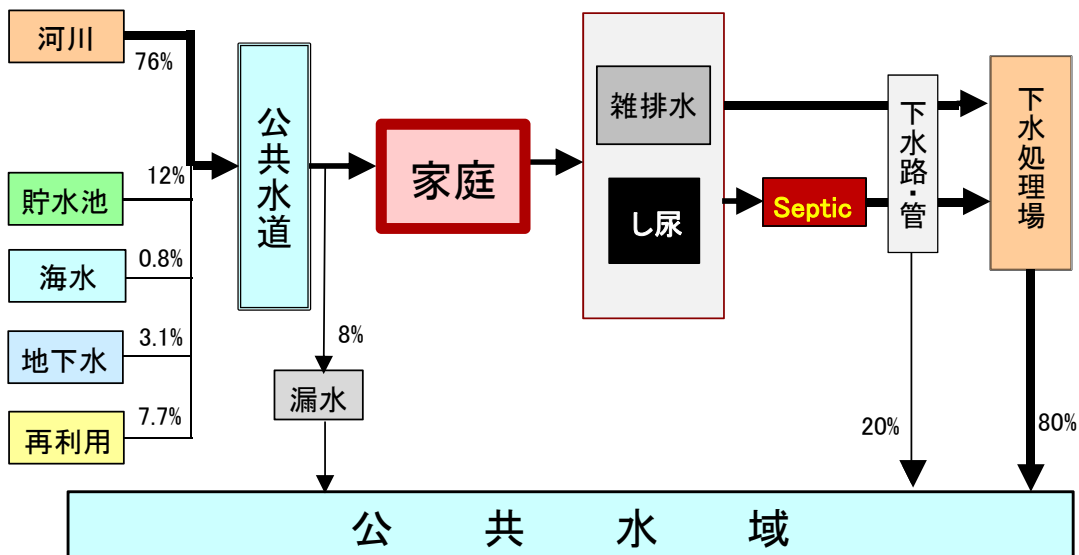 河川
76%
貯水池
12%
海水
0.8%
地下水
3.1%
再利用
7.7%
公共水道
8%
漏水
家庭
雑排水
し尿
Septic
下水路・管
20%
下水処理場
80%
公共水域